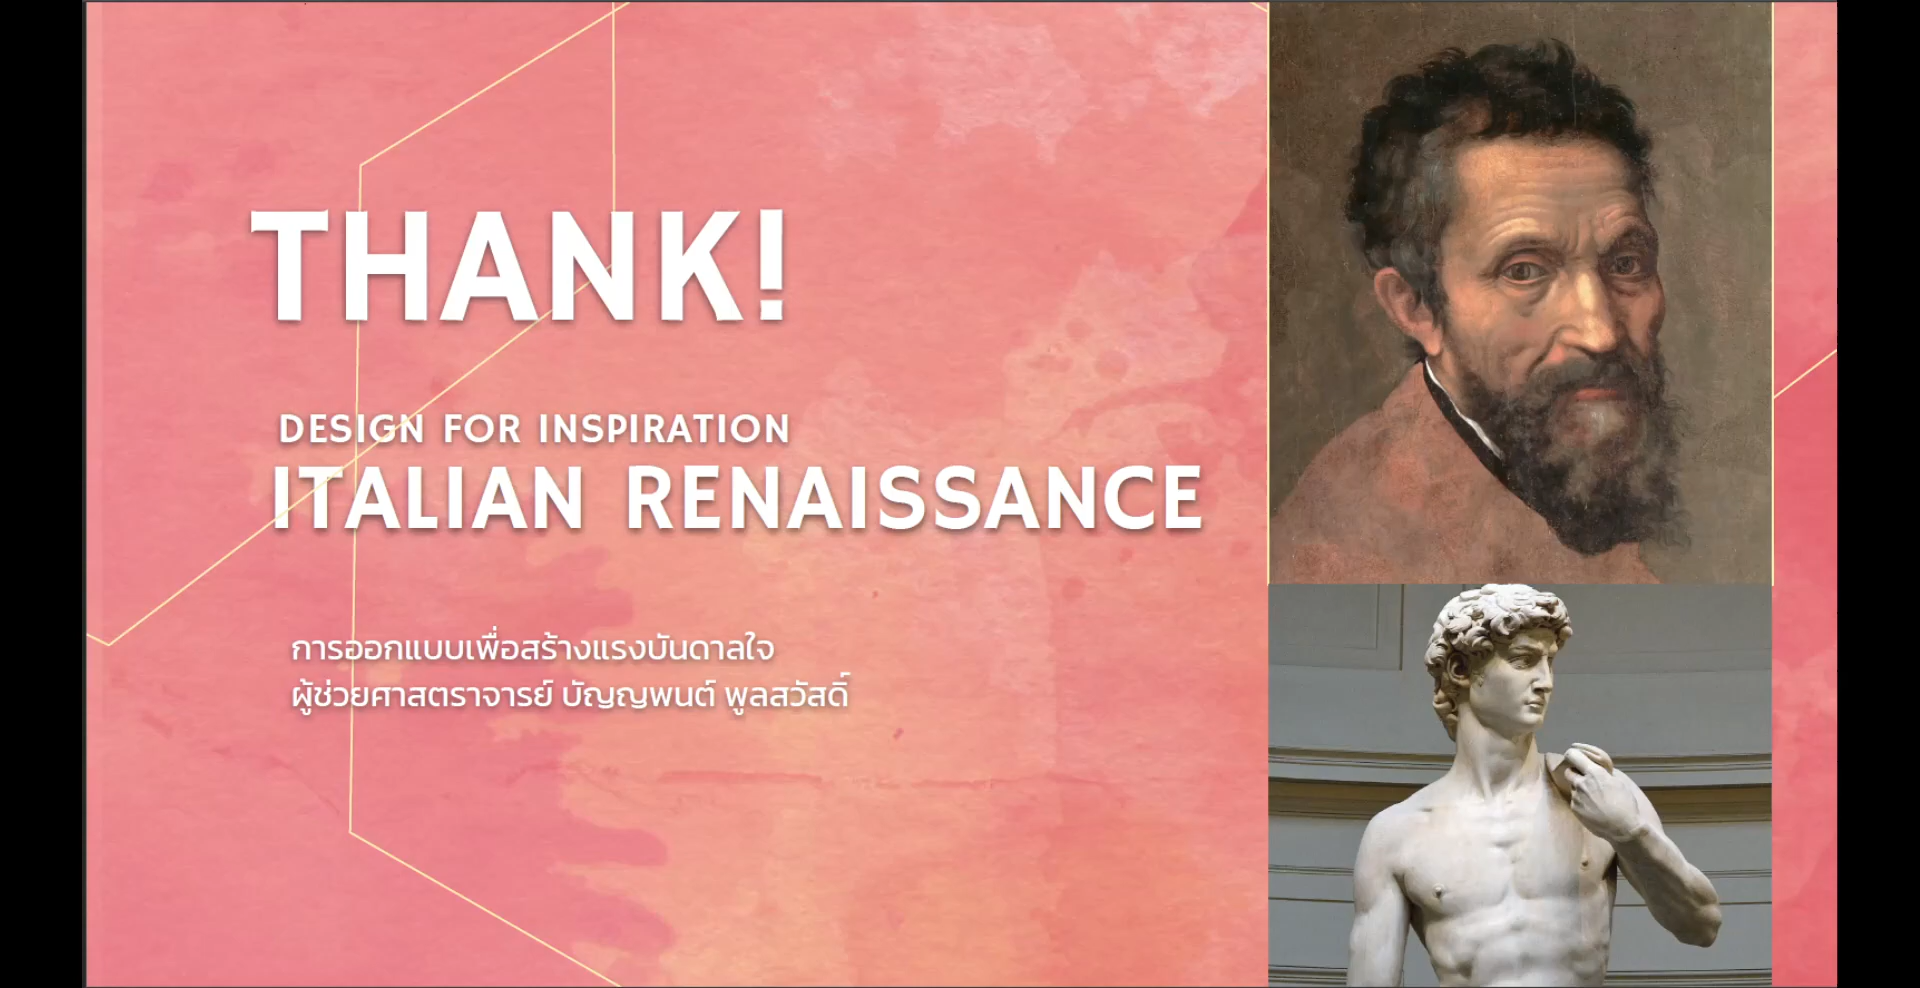 THANK!
DESIGN FOR INSPIRATION
ITALIAN RENAISSANCE
การออกแบบเพื่อสร้างแรงบันดาลใจ
ผู้ช่วยศาสตราจารย์ บัญญพนต์ พูลสวัสดิ์